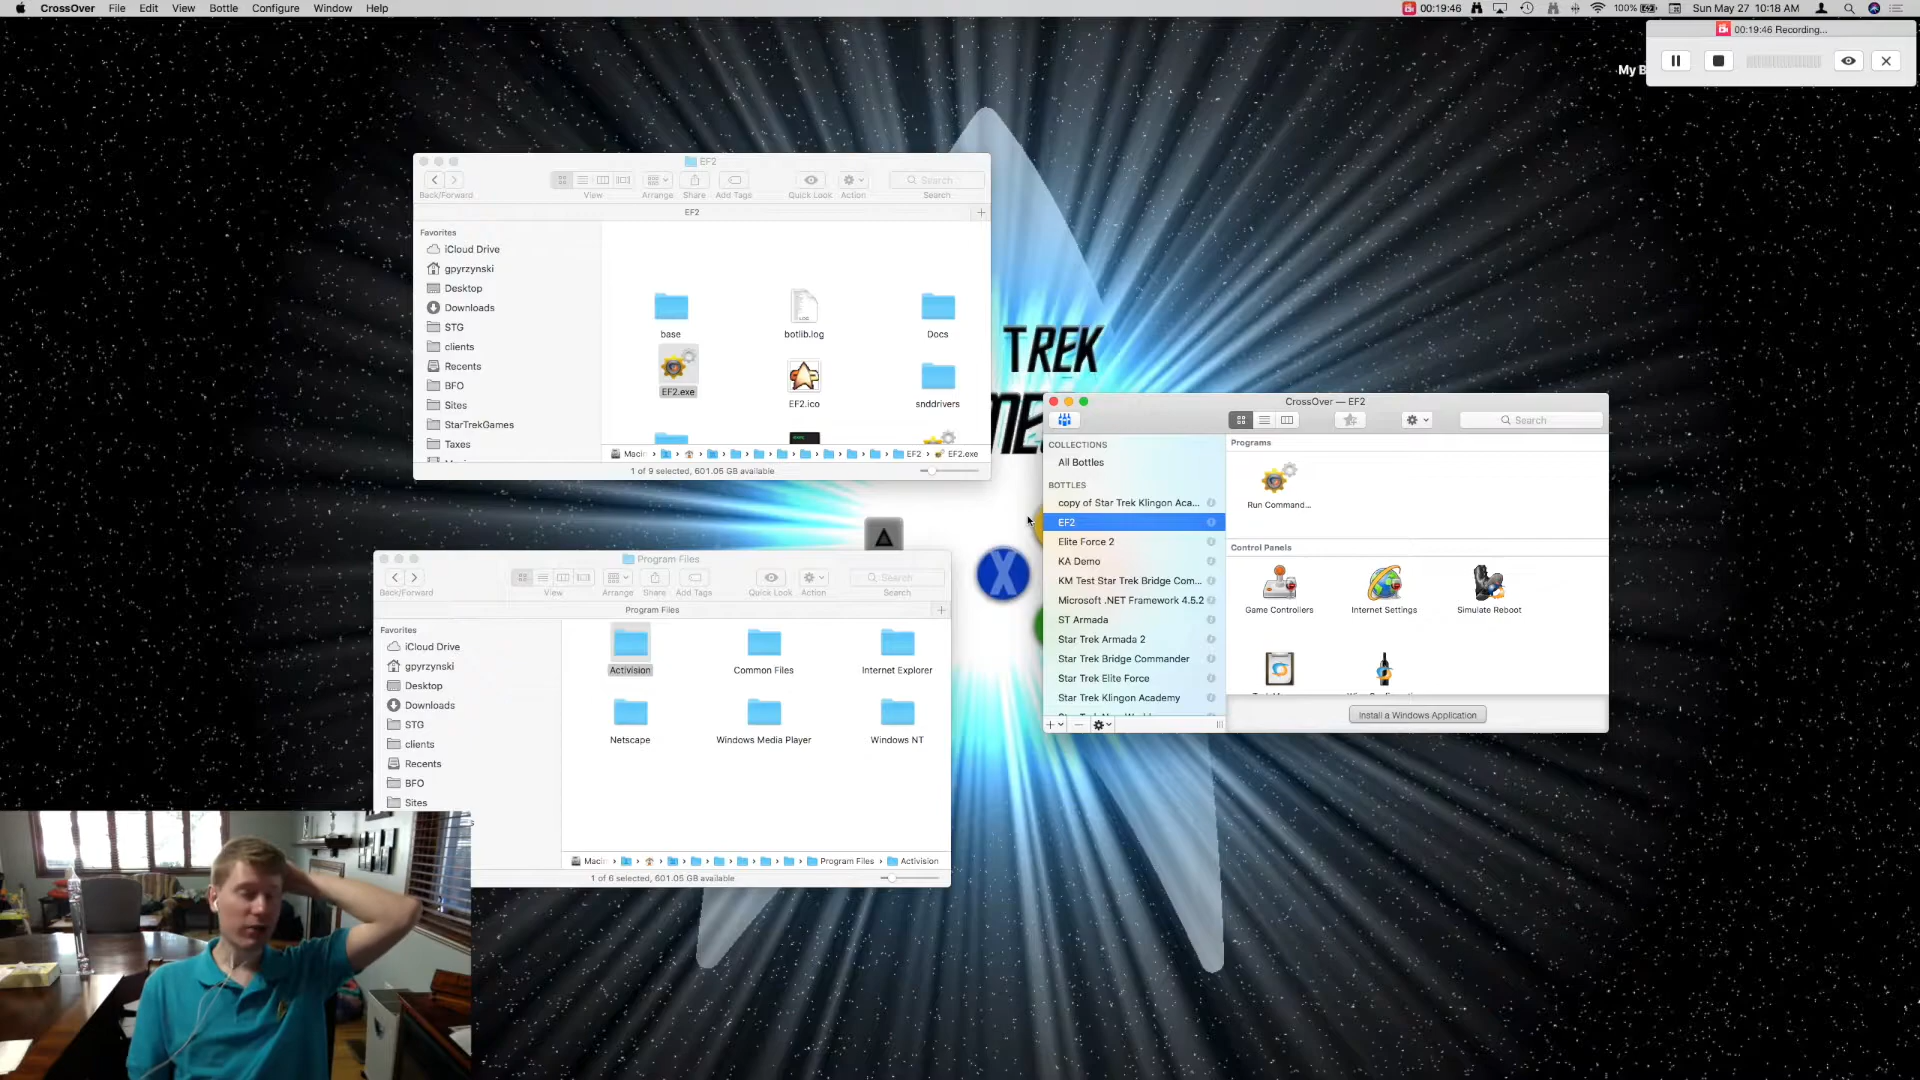 CrossOver File Edit View Bottle Configure Window Help
00:19:46 100% Sun May 27 10:18 AM
00:19:46 Recording...
My B
TREK
EF2
Back/Forward View Arrange Share Add Tags Quick Look Action Search
Search
EF2
Favorites
iCloud Drive
gpyrzynski
Desktop
Downloads
STG
clients
Recents
BFO
Sites
StarTrekGames
Taxes
base
botlib.log
Docs
EF2.exe
EF2.ico
snddrivers
Macin EF2 EF2.exe
1 of 9 selected, 601.05 GB available
Program Files
Back/Forward View Arrange Share Add Tags Quick Look Action Search
Search
Program Files
Favorites
iCloud Drive
gpyrzynski
Desktop
Downloads
STG
clients
Recents
BFO
Sites
Activision
Common Files
Internet Explorer
Netscape
Windows Media Player
Windows NT
Macin Program Files Activision
1 of 6 selected, 601.05 GB available
X
CrossOver — EF2
Search
COLLECTIONS
All Bottles
BOTTLES
copy of Star Trek Klingon Aca...
EF2
Elite Force 2
KA Demo
KM Test Star Trek Bridge Com...
Microsoft .NET Framework 4.5.2
ST Armada
Star Trek Armada 2
Star Trek Bridge Commander
Star Trek Elite Force
Star Trek Klingon Academy
Programs
Run Command...
Control Panels
Game Controllers
Internet Settings
Simulate Reboot
Install a Windows Application